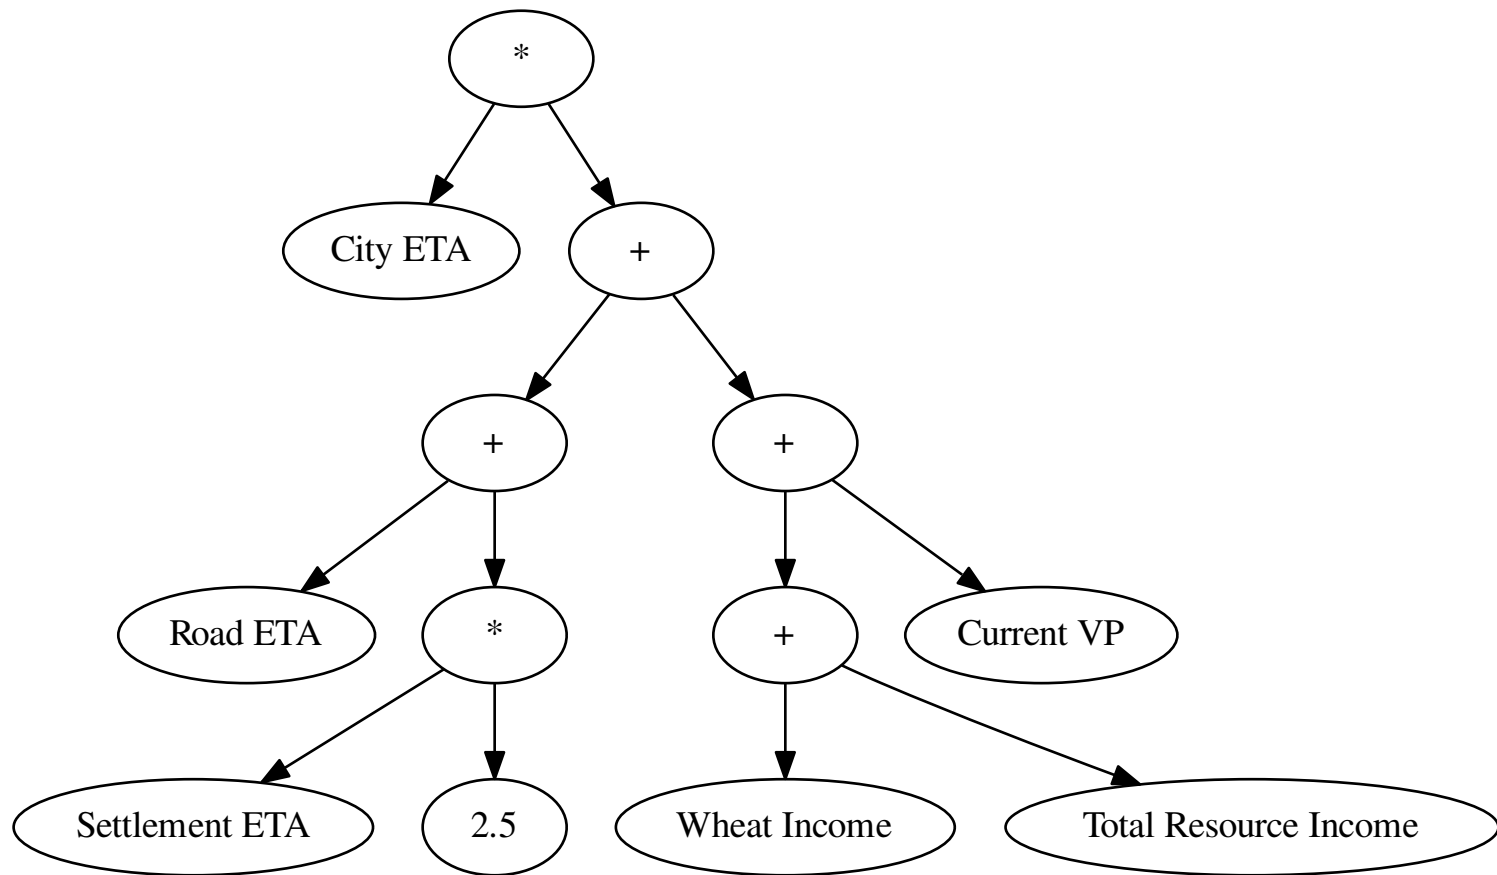 *
City ETA
+
+
+
Road ETA
*
+
Current VP
Settlement ETA
2.5
Wheat Income
Total Resource Income